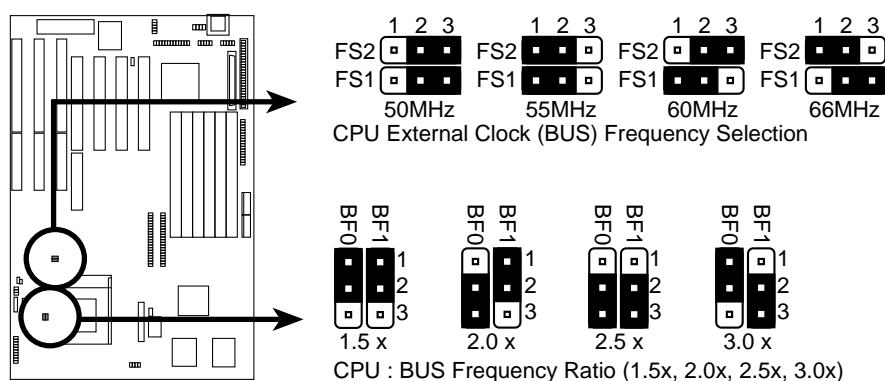 1 2 3 1 2 3 1 2 3 1 2 3
FS2 FS2 FS2 FS2
FS1 FS1 FS1 FS1
50MHz 55MHz 60MHz 66MHz
CPU External Clock (BUS) Frequency Selection
BF0 BF1 BF0 BF1 BF0 BF1 BF0 BF1
1 1 1 1
2 2 2 2
3 3 3 3
1.5 x 2.0 x 2.5 x 3.0 x
CPU : BUS Frequency Ratio (1.5x, 2.0x, 2.5x, 3.0x)